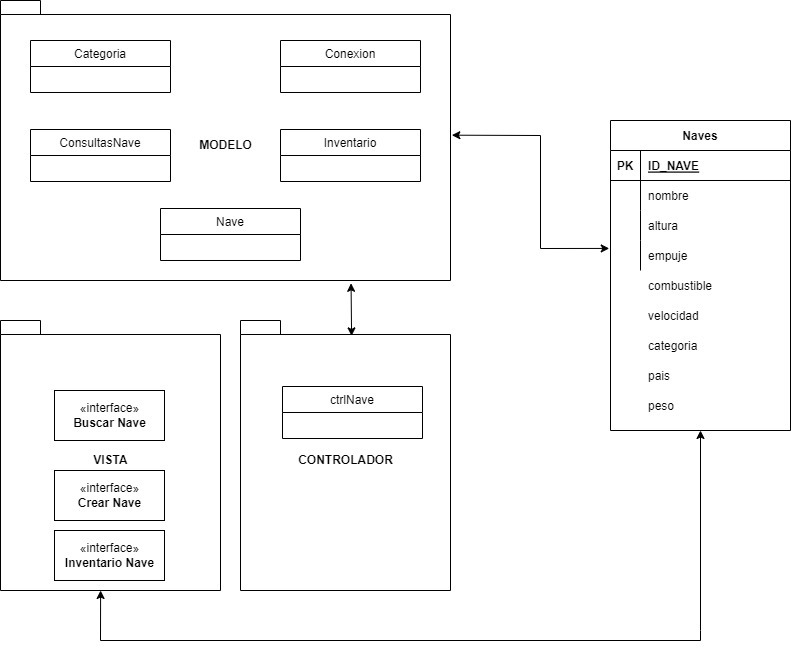 Categoria
Conexion
ConsultasNave
MODELO
Inventario
Nave
Naves
PK
ID_NAVE
nombre
altura
empuje
combustible
velocidad
categoria
pais
peso
«interface»
Buscar Nave
VISTA
«interface»
Crear Nave
«interface»
Inventario Nave
ctrlNave
CONTROLADOR